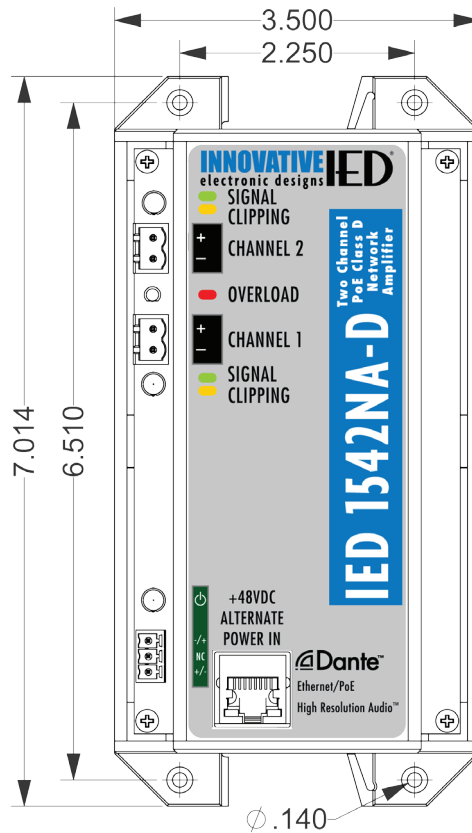 3.500
2.250
7.014
6.510
INNOVATIVE IED®
electronic designs
SIGNAL
CLIPPING
+
–
CHANNEL 2
OVERLOAD
+
–
CHANNEL 1
SIGNAL
CLIPPING
Two Channel
PoE Class D
Network
Amplifier
IED 1542NA-D
+48VDC
ALTERNATE
POWER IN
-/+
NC
+/-
Dante™
Ethernet/PoE
High Resolution Audio™
∅ .140